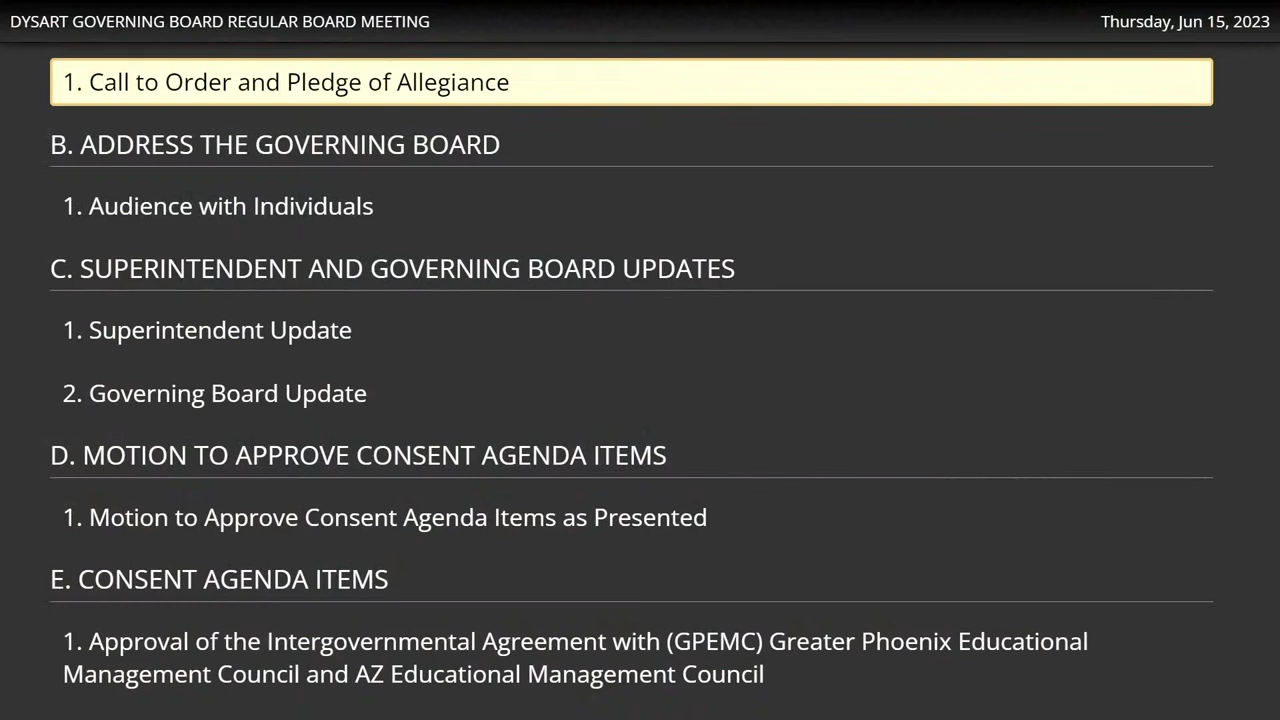 DYSART GOVERNING BOARD REGULAR BOARD MEETING
Thursday, Jun 15, 2023
1. Call to Order and Pledge of Allegiance
B. ADDRESS THE GOVERNING BOARD
1. Audience with Individuals
C. SUPERINTENDENT AND GOVERNING BOARD UPDATES
1. Superintendent Update
2. Governing Board Update
D. MOTION TO APPROVE CONSENT AGENDA ITEMS
1. Motion to Approve Consent Agenda Items as Presented
E. CONSENT AGENDA ITEMS
1. Approval of the Intergovernmental Agreement with (GPEMC) Greater Phoenix Educational
Management Council and AZ Educational Management Council